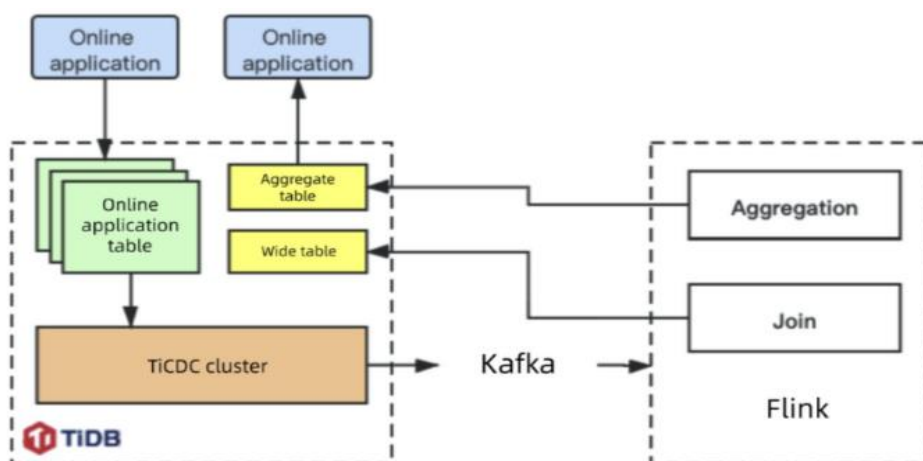 Online
application
Online
application
Online
application
table
Aggregate
table
Wide table
TiCDC cluster
TiDB
Kafka
Aggregation
Join
Flink